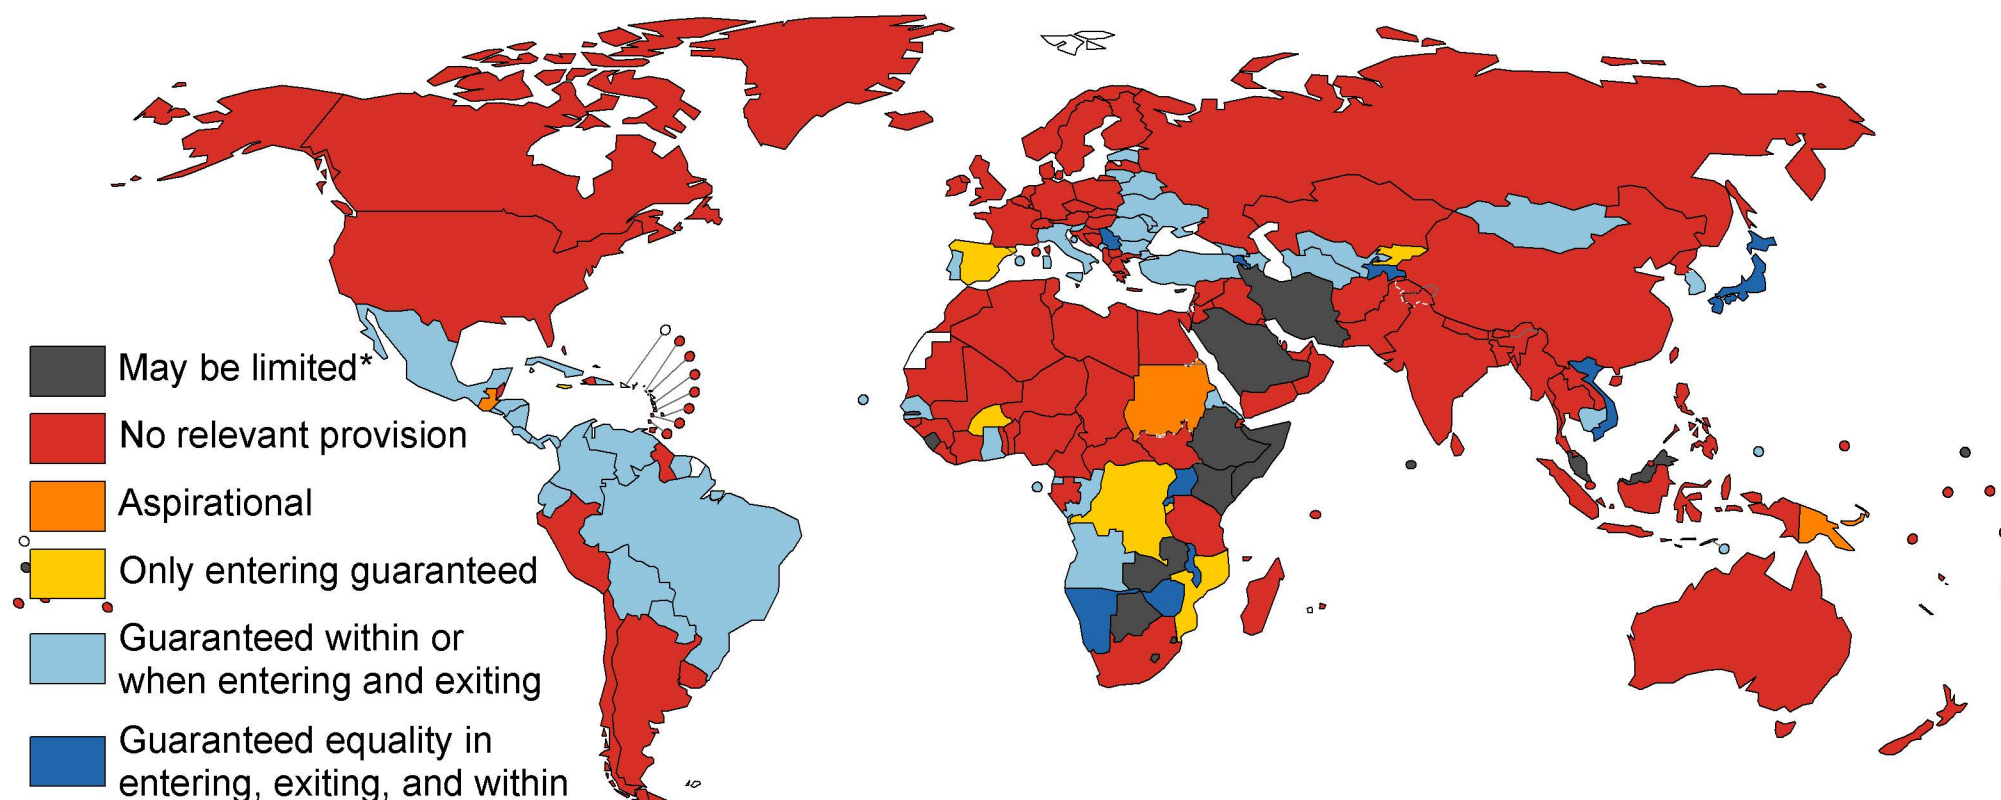 May be limited*
No relevant provision
Aspirational
Only entering guaranteed
Guaranteed within or
when entering and exiting
Guaranteed equality in
entering, exiting, and within